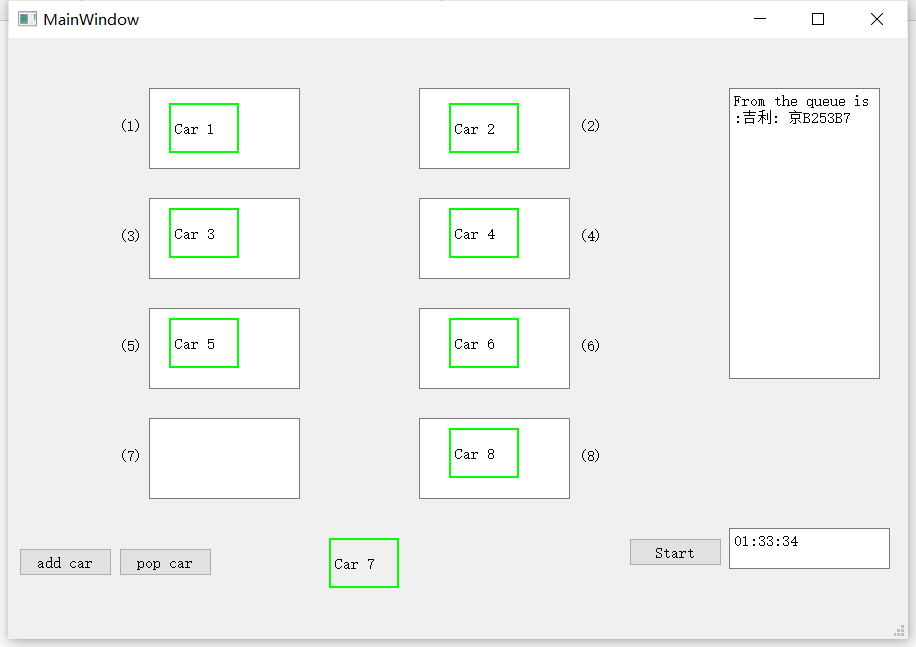 MainWindow
(1)
Car 1
Car 2
(2)
From the queue is
:吉利: 京B253B7
(3)
Car 3
Car 4
(4)
(5)
Car 5
Car 6
(6)
(7)
Car 8
(8)
add car
pop car
Car 7
Start
01:33:34